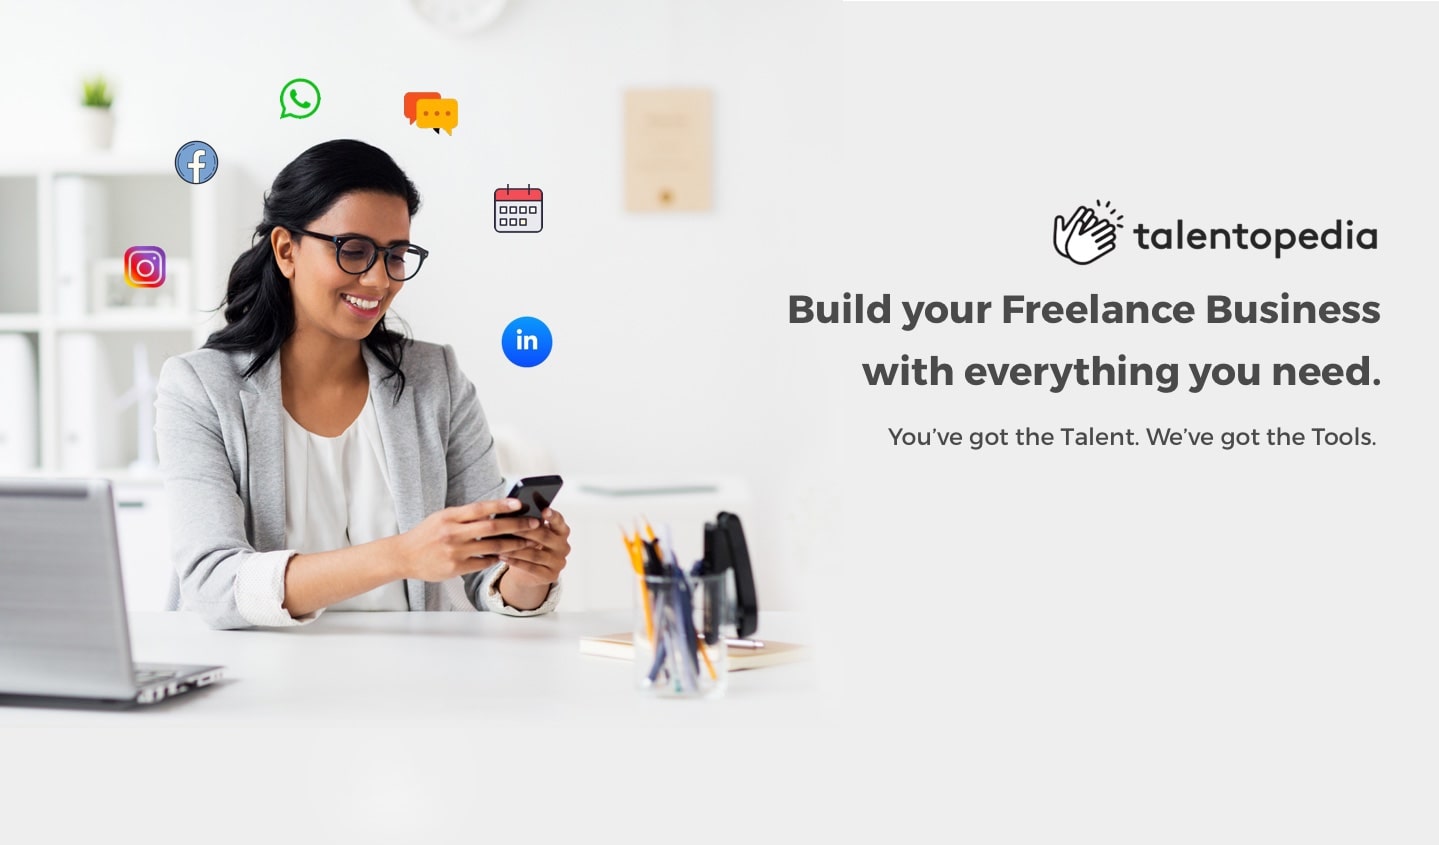 talentopedia
Build your Freelance Business
with everything you need.
You've got the Talent. We've got the Tools.
in